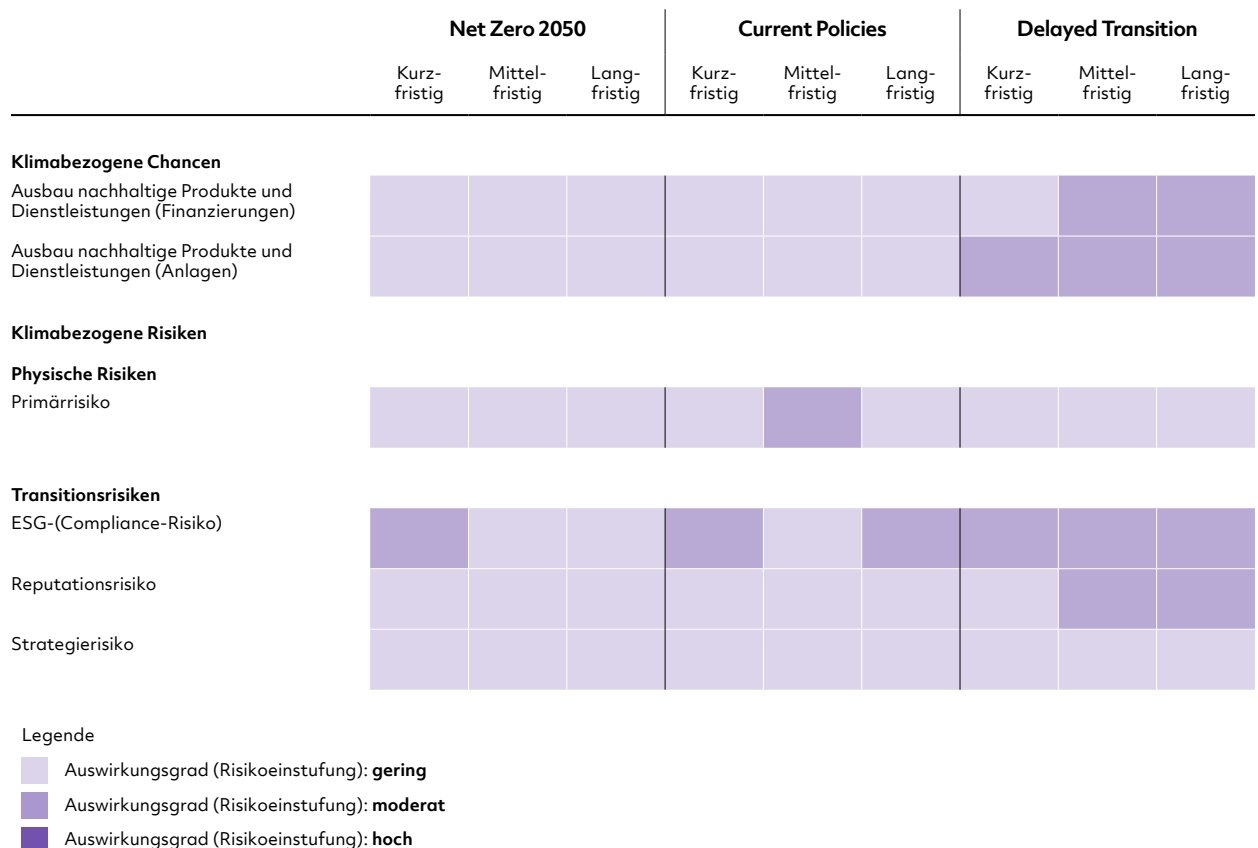 Net Zero 2050 Current Policies Delayed Transition
Kurz- Mittel- Lang- Kurz- Mittel- Lang- Kurz- Mittel- Lang-
fristig fristig fristig fristig fristig fristig fristig fristig fristig
Klimabezogene Chancen
Ausbau nachhaltige Produkte und
Dienstleistungen (Finanzierungen)
Ausbau nachhaltige Produkte und
Dienstleistungen (Anlagen)
Klimabezogene Risiken
Physische Risiken
Primärrisiko
Transitionsrisiken
ESG-(Compliance-Risiko)
Reputationsrisiko
Strategierisiko
Legende
Auswirkungsgrad (Risikoeinstufung): gering
Auswirkungsgrad (Risikoeinstufung): moderat
Auswirkungsgrad (Risikoeinstufung): hoch